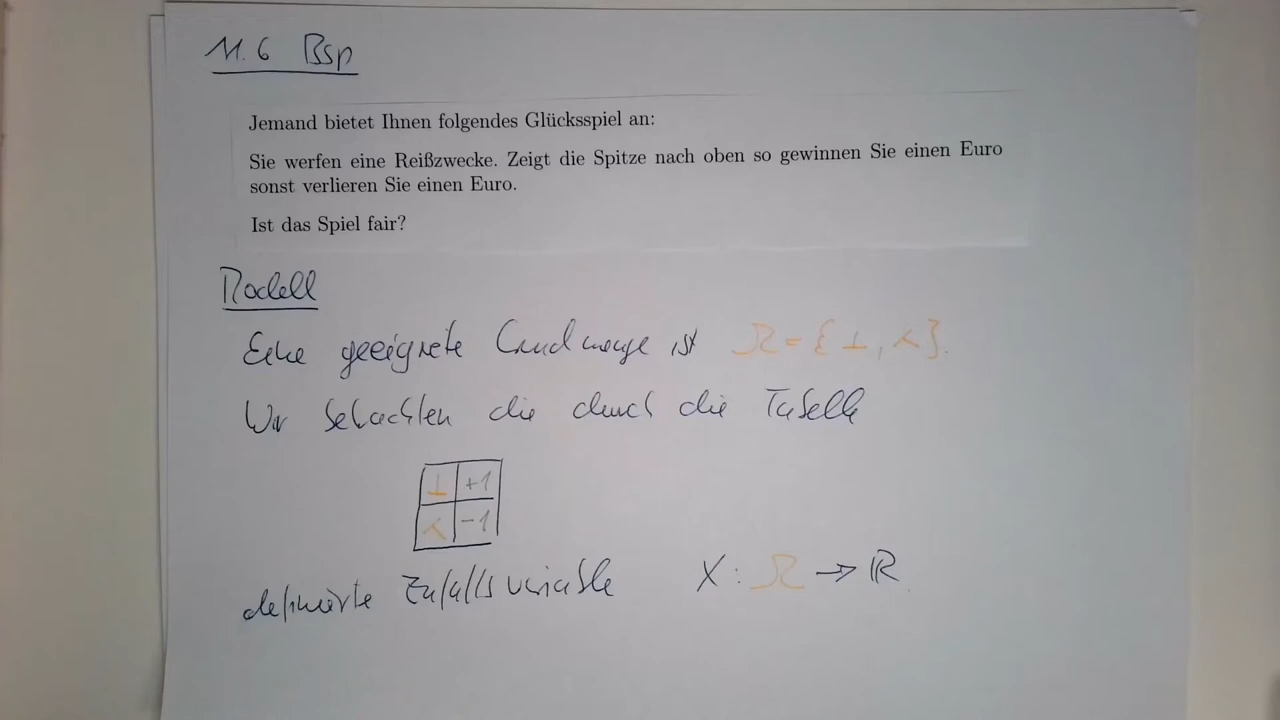 11.6 Bsp
Jemand bietet Ihnen folgendes Glücksspiel an:
Sie werfen eine Reißzwecke. Zeigt die Spitze nach oben so gewinnen Sie einen Euro
sonst verlieren Sie einen Euro.
Ist das Spiel fair?
Modell
Eine geeignete Grundmenge ist Ω = {⊥, ⋌}.
Wir betrachten die durch die Tabelle
⊥ +1
⋌ -1
definierte Zufallsvariable X : Ω → ℝ.